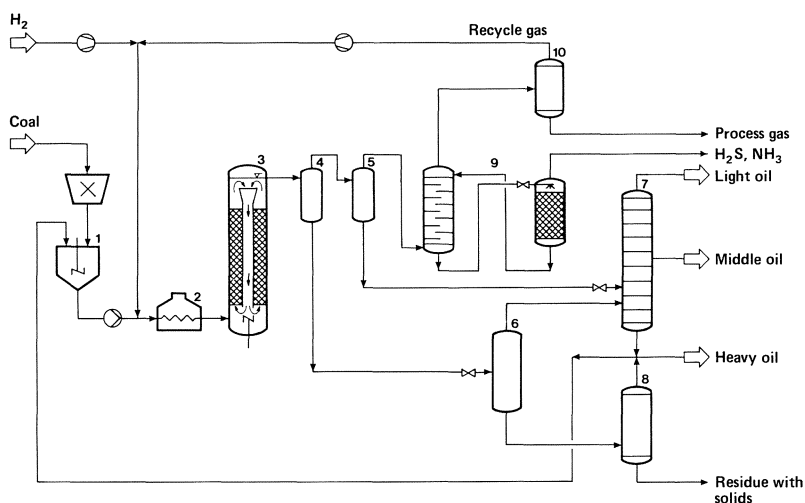 H2
Recycle gas
10
Coal
Process gas
3
4
5
9
H2S, NH3
7
Light oil
1
Middle oil
2
6
Heavy oil
8
Residue with
solids